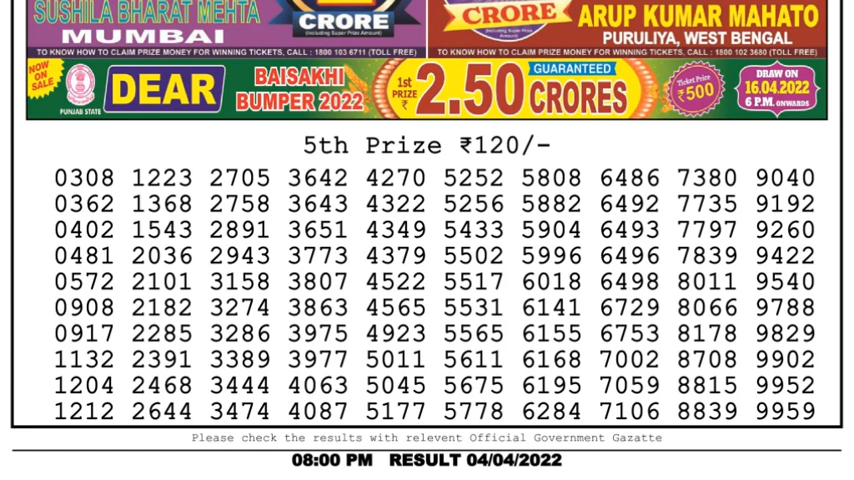 SUSHILA BHARAT MEHTA
MUMBAI
TO KNOW HOW TO CLAIM PRIZE MONEY FOR WINNING TICKETS, CALL : 1800 103 6711 (TOLL FREE)
CRORE
(Including Super Prize Amount)
CRORE
(Including Super Prize Amount)
ARUP KUMAR MAHATO
PURULIYA, WEST BENGAL
TO KNOW HOW TO CLAIM PRIZE MONEY FOR WINNING TICKETS, CALL : 1800 102 3680 (TOLL FREE)
NOW ON SALE
PUNJAB STATE
DEAR
BAISAKHI
BUMPER 2022
1st PRIZE ₹
2.50
GUARANTEED
CRORES
Ticket Price
₹500
DRAW ON
16.04.2022
6 P.M. ONWARDS
5th Prize ₹120/-
0308 1223 2705 3642 4270 5252 5808 6486 7380 9040
0362 1368 2758 3643 4322 5256 5882 6492 7735 9192
0402 1543 2891 3651 4349 5433 5904 6493 7797 9260
0481 2036 2943 3773 4379 5502 5996 6496 7839 9422
0572 2101 3158 3807 4522 5517 6018 6498 8011 9540
0908 2182 3274 3863 4565 5531 6141 6729 8066 9788
0917 2285 3286 3975 4923 5565 6155 6753 8178 9829
1132 2391 3389 3977 5011 5611 6168 7002 8708 9902
1204 2468 3444 4063 5045 5675 6195 7059 8815 9952
1212 2644 3474 4087 5177 5778 6284 7106 8839 9959
Please check the results with relevent Official Government Gazatte
08:00 PM RESULT 04/04/2022